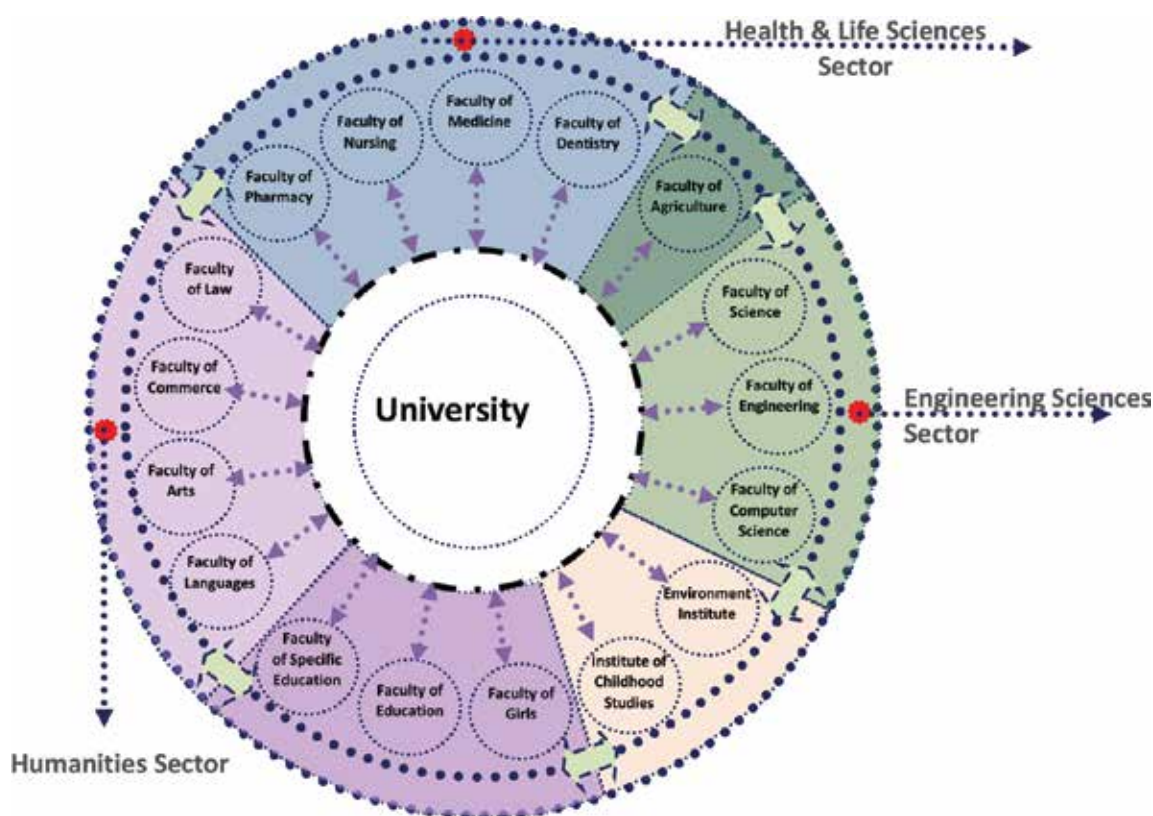 Health & Life Sciences
Sector
Faculty of
Medicine
Faculty of
Nursing
Faculty of
Dentistry
Faculty of
Pharmacy
Faculty of
Agriculture
Faculty
of Law
Faculty of
Science
Faculty of
Commerce
University
Faculty of
Engineering
Engineering Sciences
Sector
Faculty of
Arts
Faculty of
Computer
Science
Faculty of
Languages
Environment
Institute
Faculty
of Specific
Education
Faculty of
Education
Faculty of
Girls
Institute of
Childhood
Studies
Humanities Sector